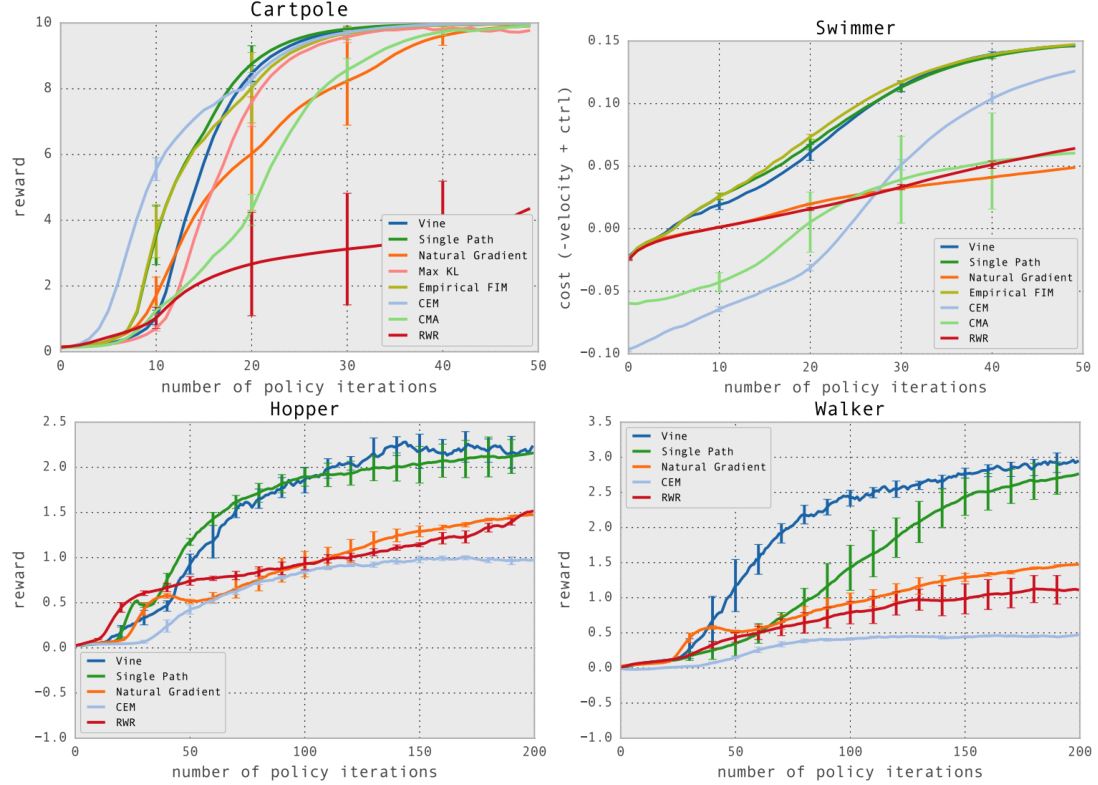 Cartpole
10
8
6
4
2
0
reward
Vine
Single Path
Natural Gradient
Max KL
Empirical FIM
CEM
CMA
RWR
0 10 20 30 40 50
number of policy iterations
Swimmer
0.15
0.10
0.05
0.00
−0.05
−0.10
cost (-velocity + ctrl)
Vine
Single Path
Natural Gradient
Empirical FIM
CEM
CMA
RWR
0 10 20 30 40 50
number of policy iterations
Hopper
2.5
2.0
1.5
1.0
0.5
0.0
−0.5
−1.0
reward
Vine
Single Path
Natural Gradient
CEM
RWR
0 50 100 150 200
number of policy iterations
Walker
3.5
3.0
2.5
2.0
1.5
1.0
0.5
0.0
−0.5
−1.0
reward
Vine
Single Path
Natural Gradient
CEM
RWR
0 50 100 150 200
number of policy iterations